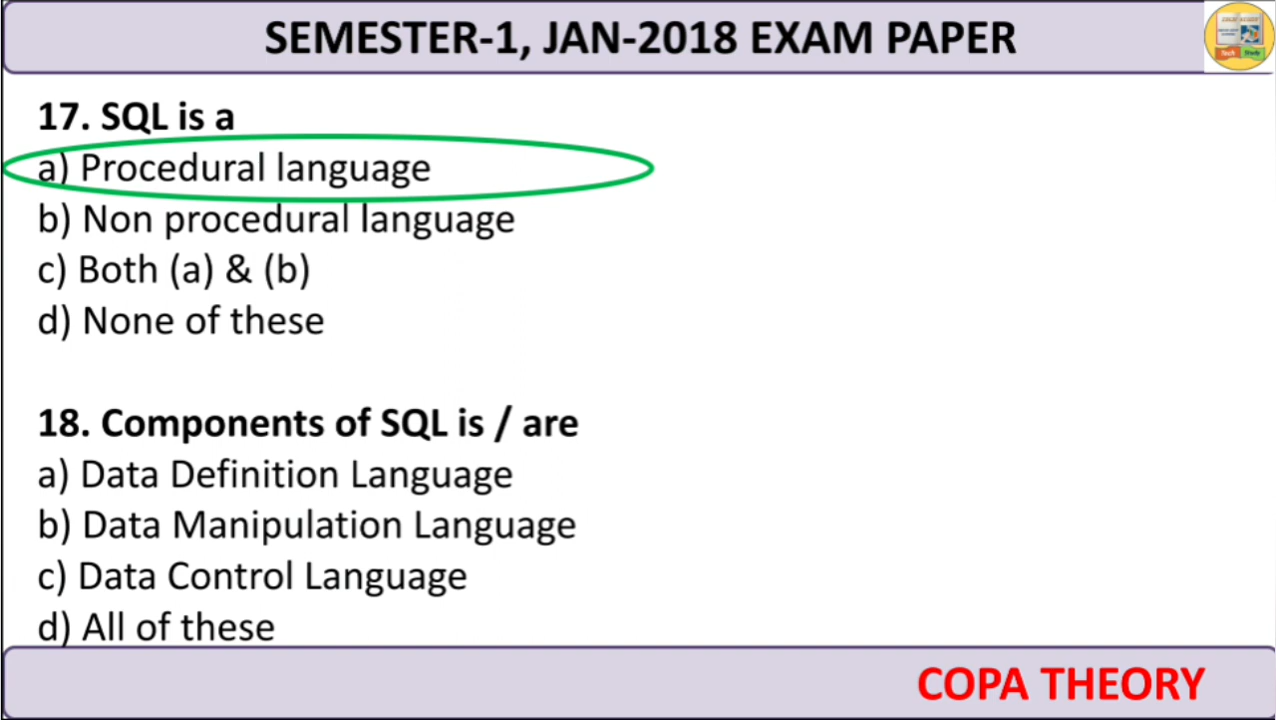 SEMESTER-1, JAN-2018 EXAM PAPER
17. SQL is a
a) Procedural language
b) Non procedural language
c) Both (a) & (b)
d) None of these
18. Components of SQL is / are
a) Data Definition Language
b) Data Manipulation Language
c) Data Control Language
d) All of these
COPA THEORY
Tech Study